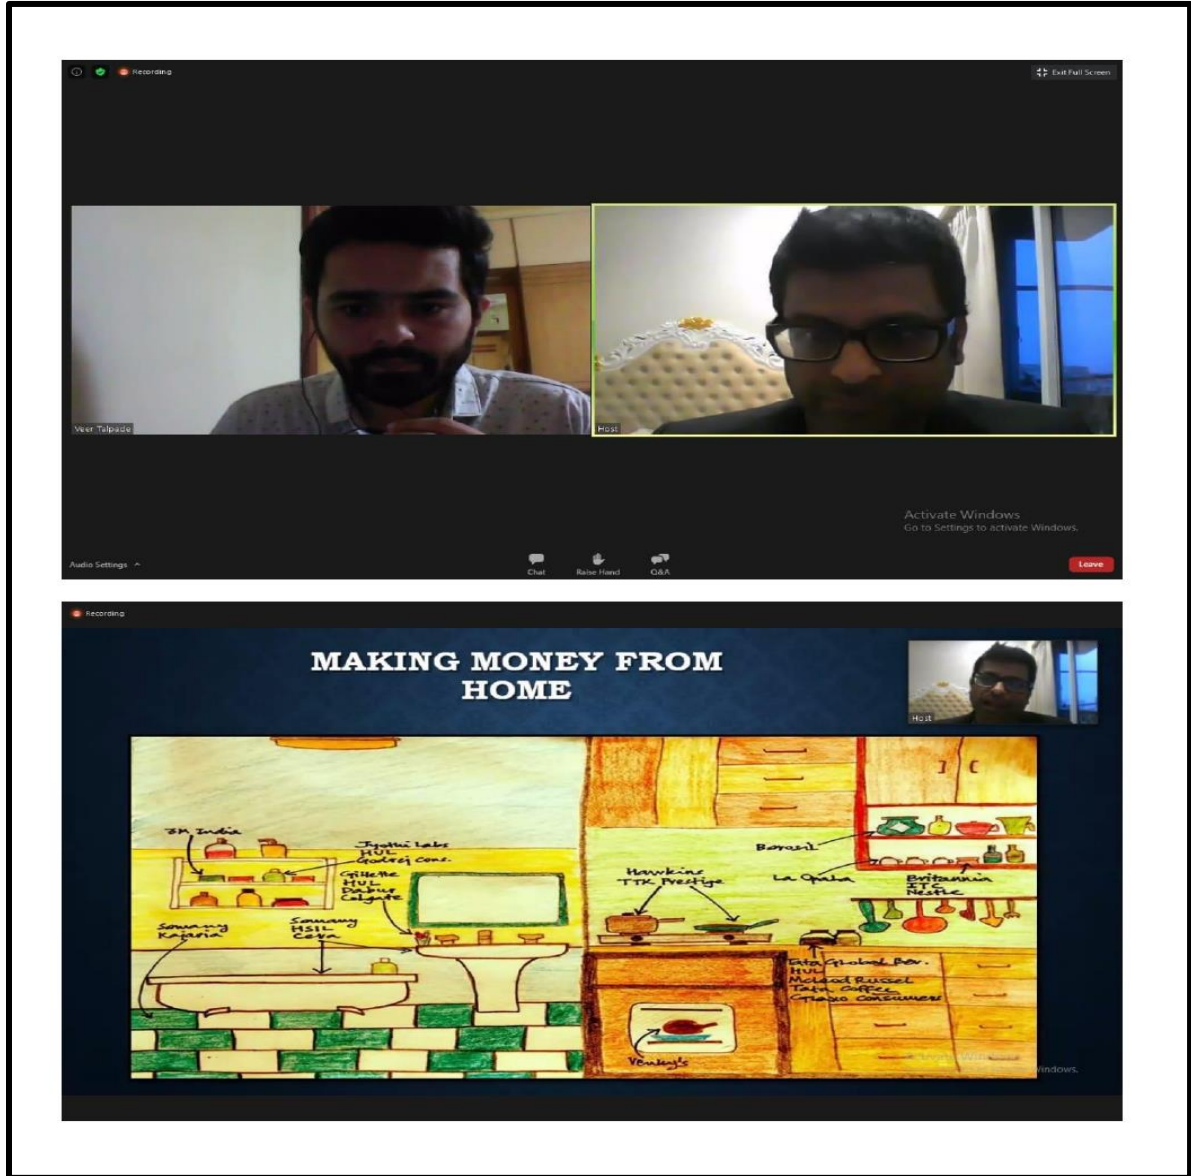 Recording
Exit Full Screen
Veer Talpade
Host
Activate Windows
Go to Settings to activate Windows.
Audio Settings
Chat
Raise Hand
Q&A
Leave
Recording
MAKING MONEY FROM
HOME
Host
3M India
Jyothi Labs
HUL
Godrej Cons.
Gillette
HUL
Dabur
Colgate
Somany
Kajaria
Somany
HSIL
Cera
Hawkins
TTK Prestige
Borosil
La Opala
Britannia
ITC
Nestle
Tata Global Bev.
HUL
Mcleod Russel
Tata Coffee
Glaxo Consumers
Venky's
Windows.